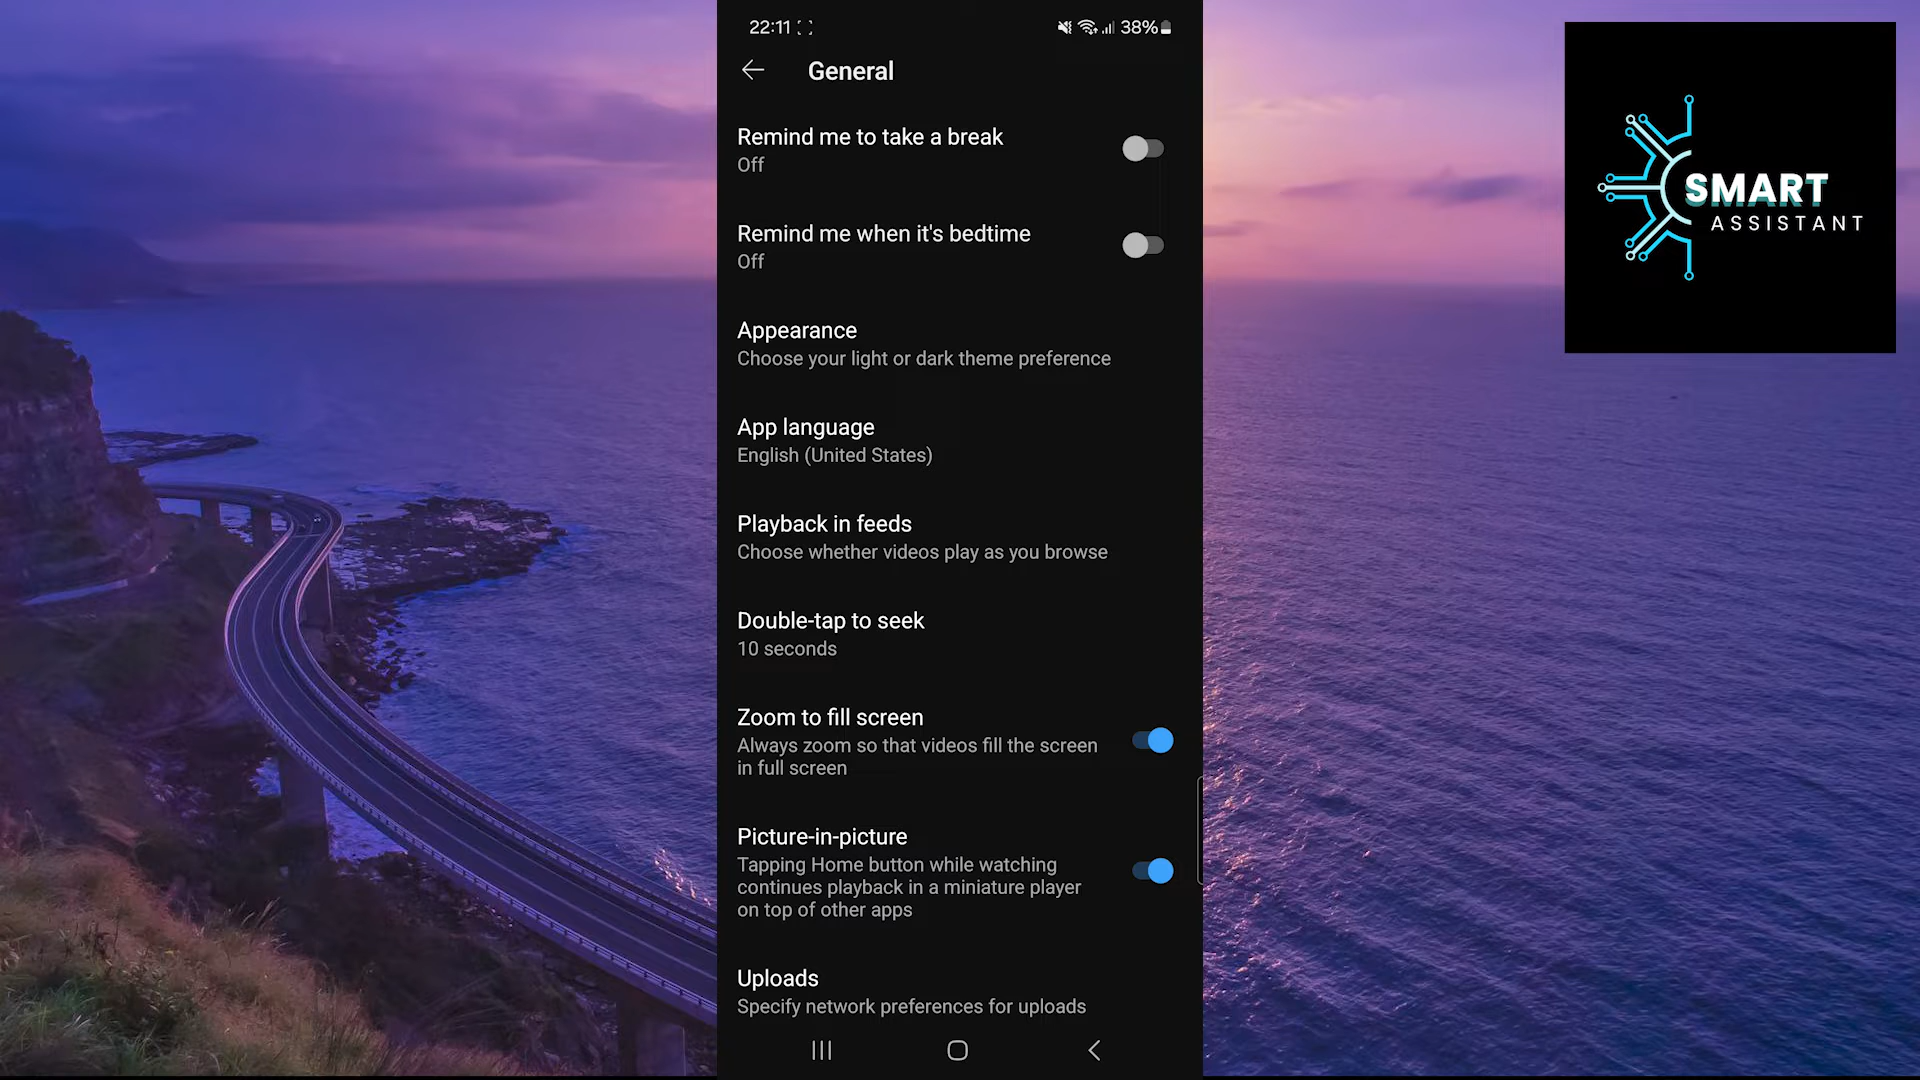 22:11
38%
General
Remind me to take a break
Off
Remind me when it's bedtime
Off
Appearance
Choose your light or dark theme preference
App language
English (United States)
Playback in feeds
Choose whether videos play as you browse
Double-tap to seek
10 seconds
Zoom to fill screen
Always zoom so that videos fill the screen
in full screen
Picture-in-picture
Tapping Home button while watching
continues playback in a miniature player
on top of other apps
Uploads
Specify network preferences for uploads
SMART
ASSISTANT